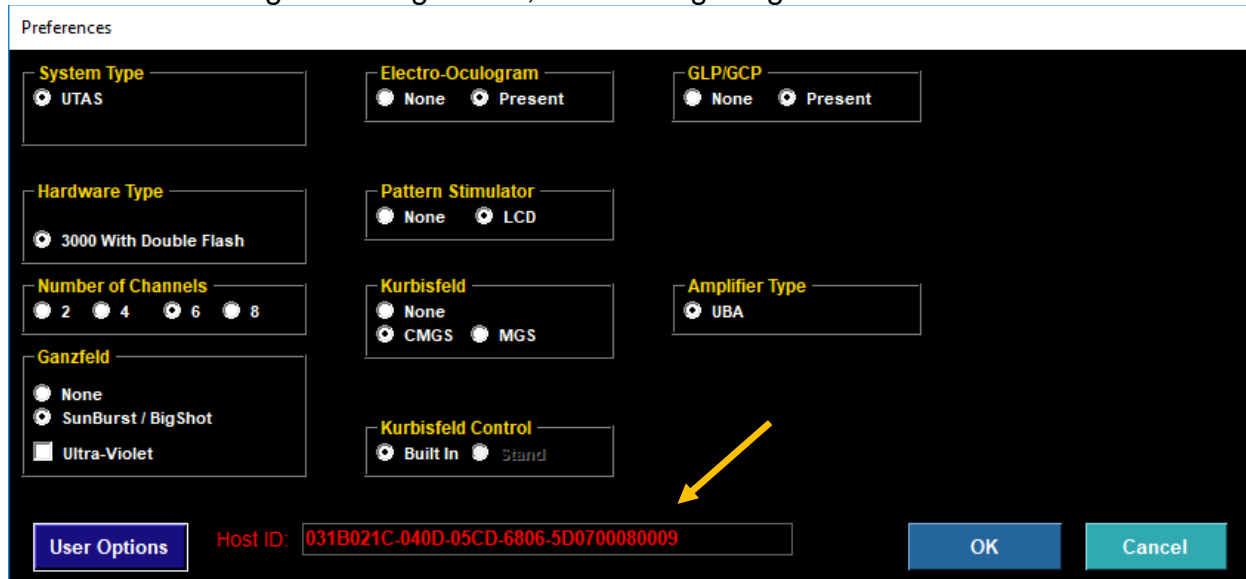 Preferences
System Type
UTAS
Electro-Oculogram
None Present
GLP/GCP
None Present
Hardware Type
3000 With Double Flash
Pattern Stimulator
None LCD
Number of Channels
2 4 6 8
Kurbisfeld
None
CMGS MGS
Amplifier Type
UBA
Ganzfeld
None
SunBurst / BigShot
Ultra-Violet
Kurbisfeld Control
Built In Stand
User Options
Host ID: 031B021C-040D-05CD-6806-5D0700080009
OK
Cancel